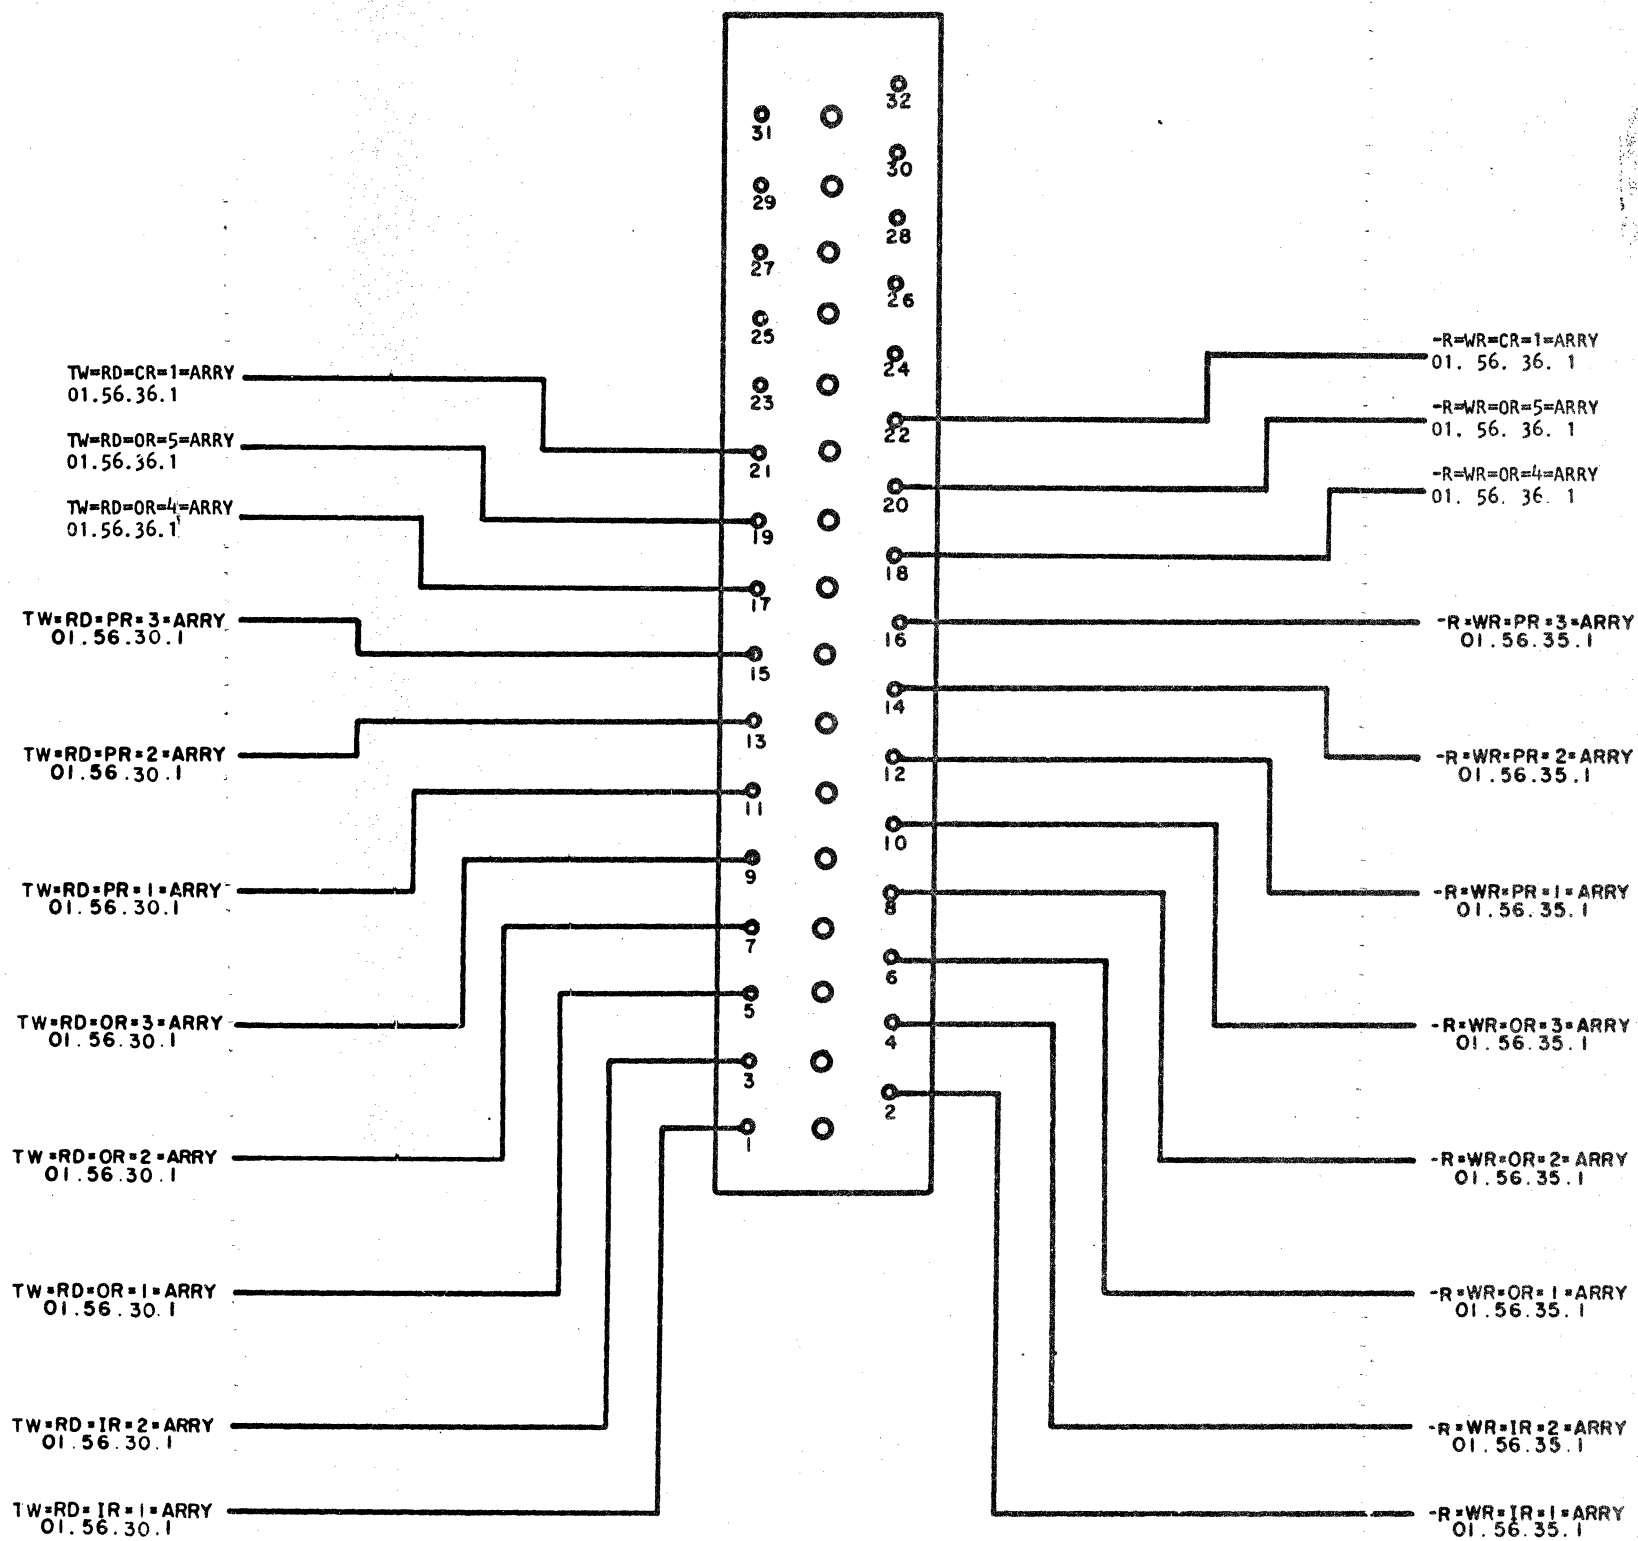 32
31
30
29
28
27
26
25
24
23
22
21
20
19
18
17
16
15
14
13
12
11
10
9
8
7
6
5
4
3
2
1
TW=RD=CR=1=ARRY
01.56.36.1
TW=RD=OR=5=ARRY
01.56.36.1
TW=RD=OR=4=ARRY
01.56.36.1
TW=RD=PR=3=ARRY
01.56.30.1
TW=RD=PR=2=ARRY
01.56.30.1
TW=RD=PR=1=ARRY
01.56.30.1
TW=RD=OR=3=ARRY
01.56.30.1
TW=RD=OR=2=ARRY
01.56.30.1
TW=RD=OR=1=ARRY
01.56.30.1
TW=RD=IR=2=ARRY
01.56.30.1
TW=RD=IR=1=ARRY
01.56.30.1
-R=WR=CR=1=ARRY
01. 56. 36. 1
-R=WR=OR=5=ARRY
01. 56. 36. 1
-R=WR=OR=4=ARRY
01. 56. 36. 1
-R=WR=PR=3=ARRY
01.56.35.1
-R=WR=PR=2=ARRY
01.56.35.1
-R=WR=PR=1=ARRY
01.56.35.1
-R=WR=OR=3=ARRY
01.56.35.1
-R=WR=OR=2=ARRY
01.56.35.1
-R=WR=OR=1=ARRY
01.56.35.1
-R=WR=IR=2=ARRY
01.56.35.1
-R=WR=IR=1=ARRY
01.56.35.1